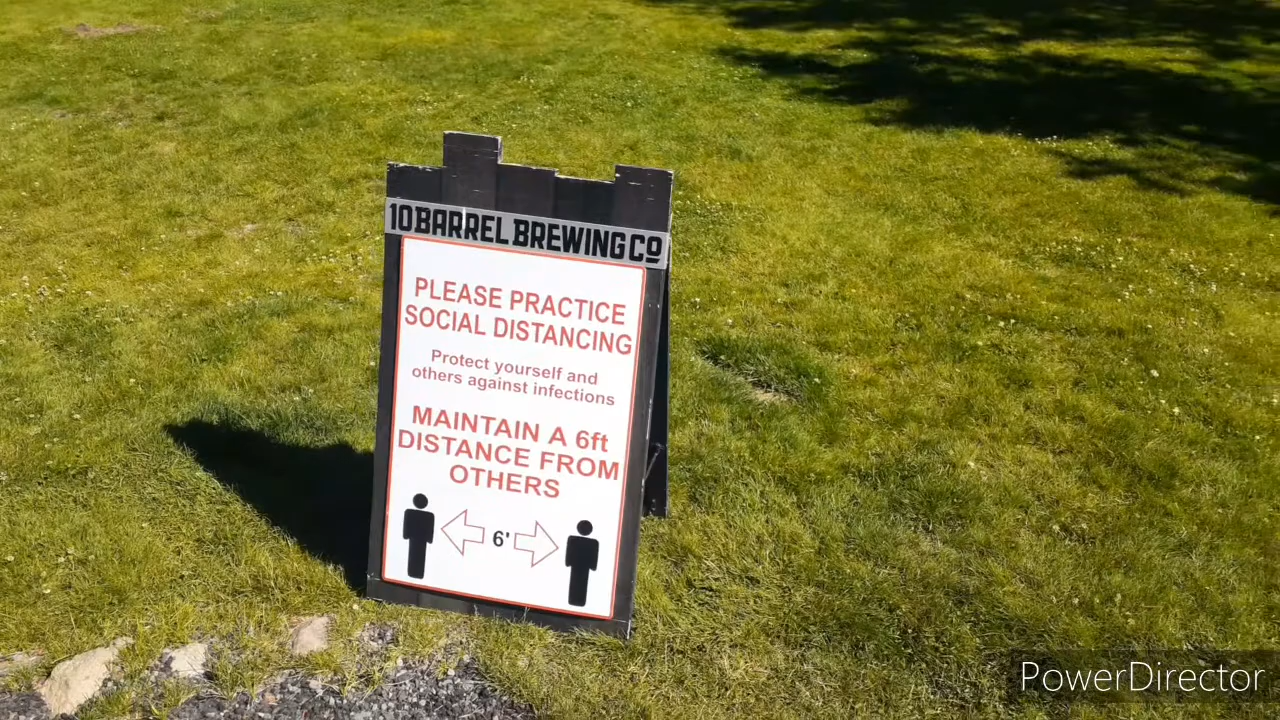 10 BARREL BREWING CO
PLEASE PRACTICE
SOCIAL DISTANCING
Protect yourself and
others against infections
MAINTAIN A 6ft
DISTANCE FROM
OTHERS
6'
PowerDirector